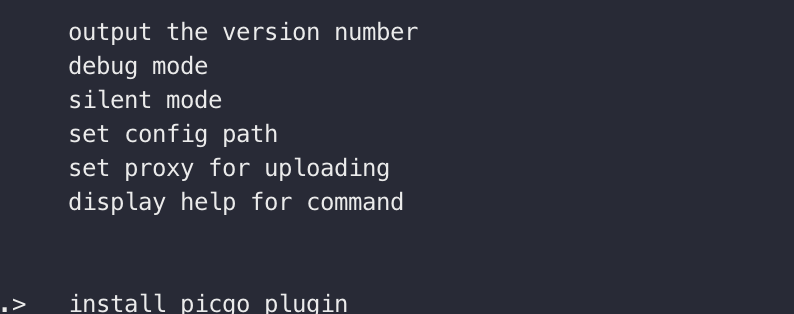 output the version number
debug mode
silent mode
set config path
set proxy for uploading
display help for command
.> install picgo plugin